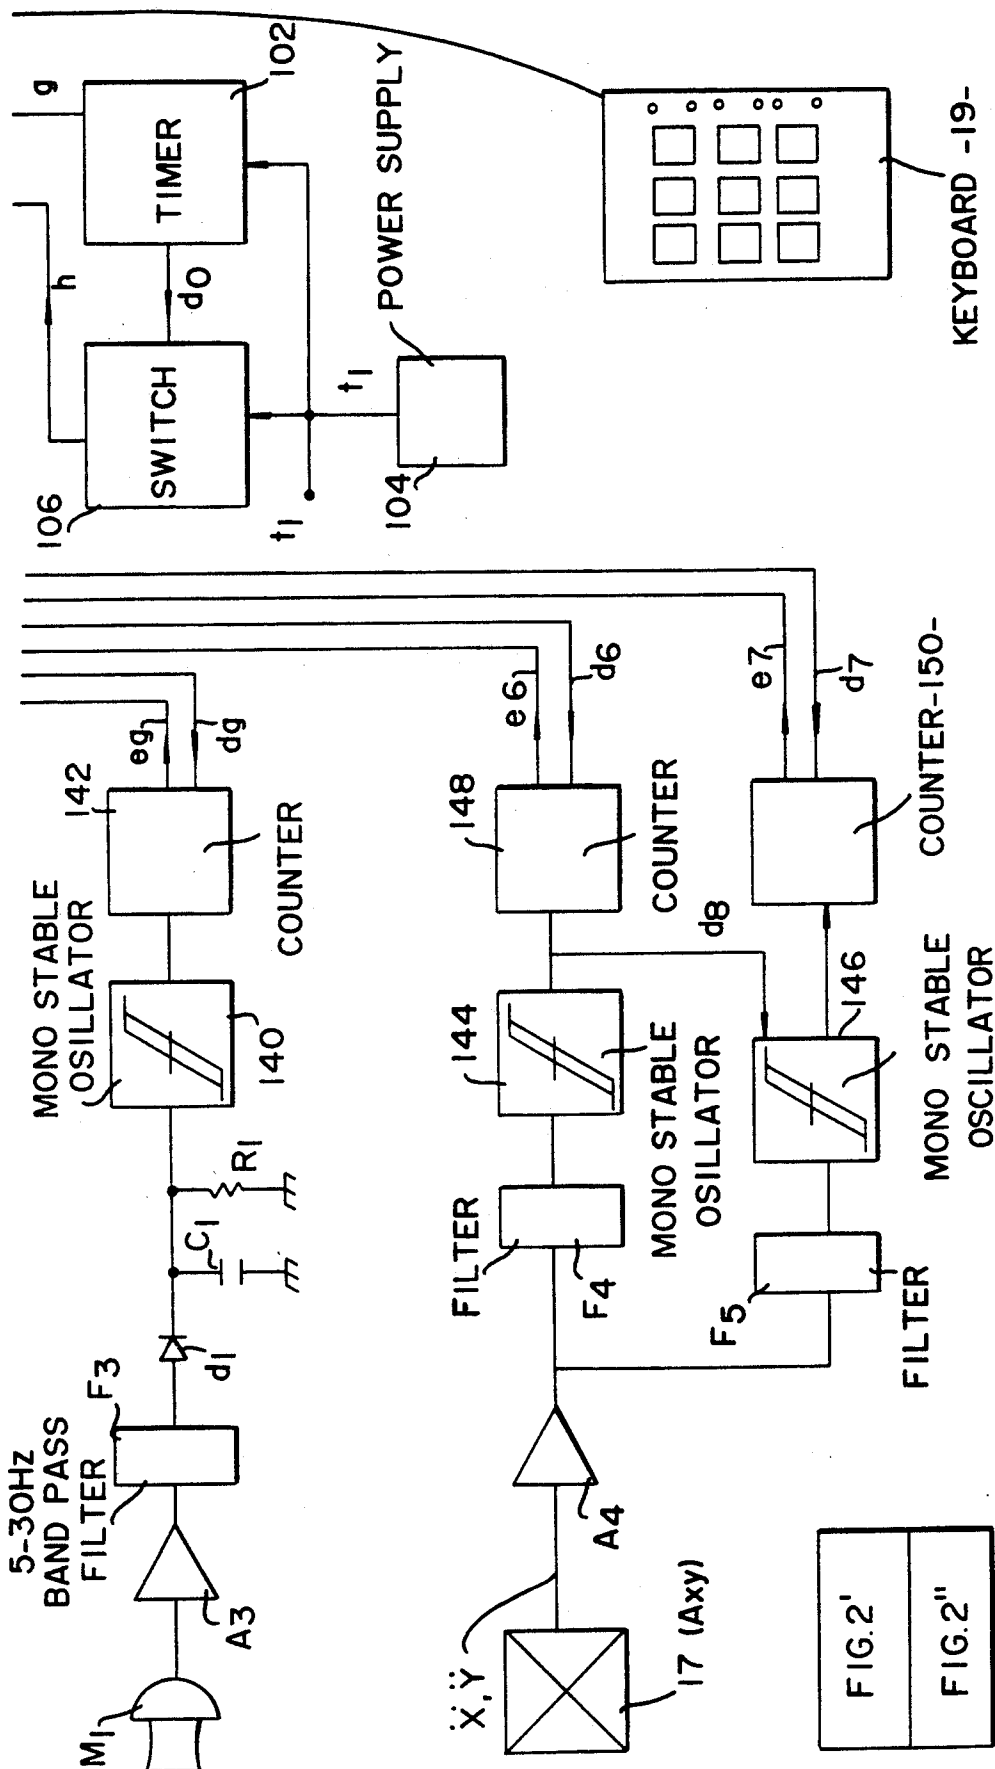 M1
A3
5-30Hz
BAND PASS
FILTER
F3
d1
C1
R1
MONO STABLE
OSILLATOR
140
142
COUNTER
eg
dg
106
SWITCH
h
d0
TIMER
g
102
t1
t1
104
POWER SUPPLY
Ẍ,Ÿ
17 (Axy)
A4
FILTER
F4
144
MONO STABLE
OSILLATOR
148
COUNTER
e6
d6
d8
F5
FILTER
146
MONO STABLE
OSCILLATOR
COUNTER-150-
e7
d7
KEYBOARD -19-
FIG.2'
FIG.2"